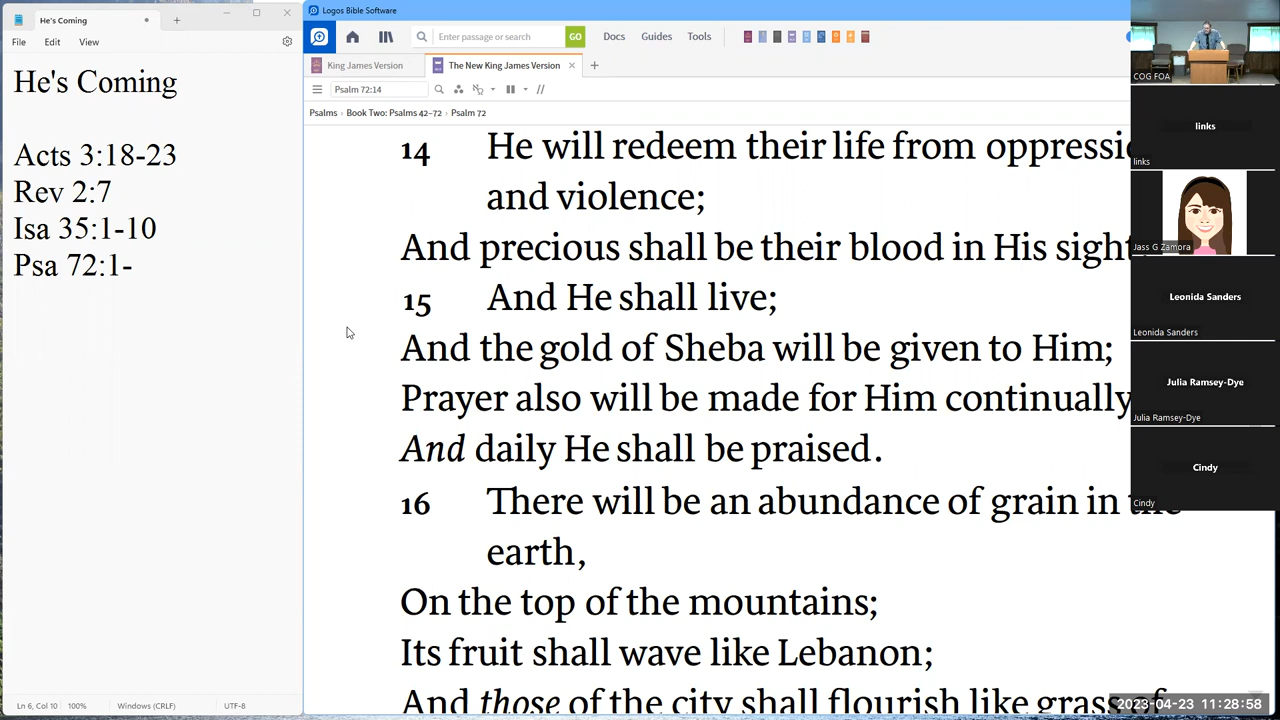 He's Coming
File Edit View
He's Coming
Acts 3:18-23
Rev 2:7
Isa 35:1-10
Psa 72:1-
Ln 6, Col 10 100% Windows (CRLF) UTF-8
Logos Bible Software
Enter passage or search GO Docs Guides Tools
King James Version The New King James Version
Psalm 72:14
Psalms › Book Two: Psalms 42–72 › Psalm 72
14 He will redeem their life from
and violence;
And precious shall be their blood in His sight
15 And He shall live;
And the gold of Sheba will be given to Him;
Prayer also will be made for Him continually
And daily He shall be praised.
16 There will be an abundance of grain in the
earth,
On the top of the mountains;
Its fruit shall wave like Lebanon;
And those of the city shall flourish like grass of
COG FOA
links
links
Jass G Zamora
Leonida Sanders
Leonida Sanders
Julia Ramsey-Dye
Julia Ramsey-Dye
Cindy
Cindy
2023-04-23 11:28:58